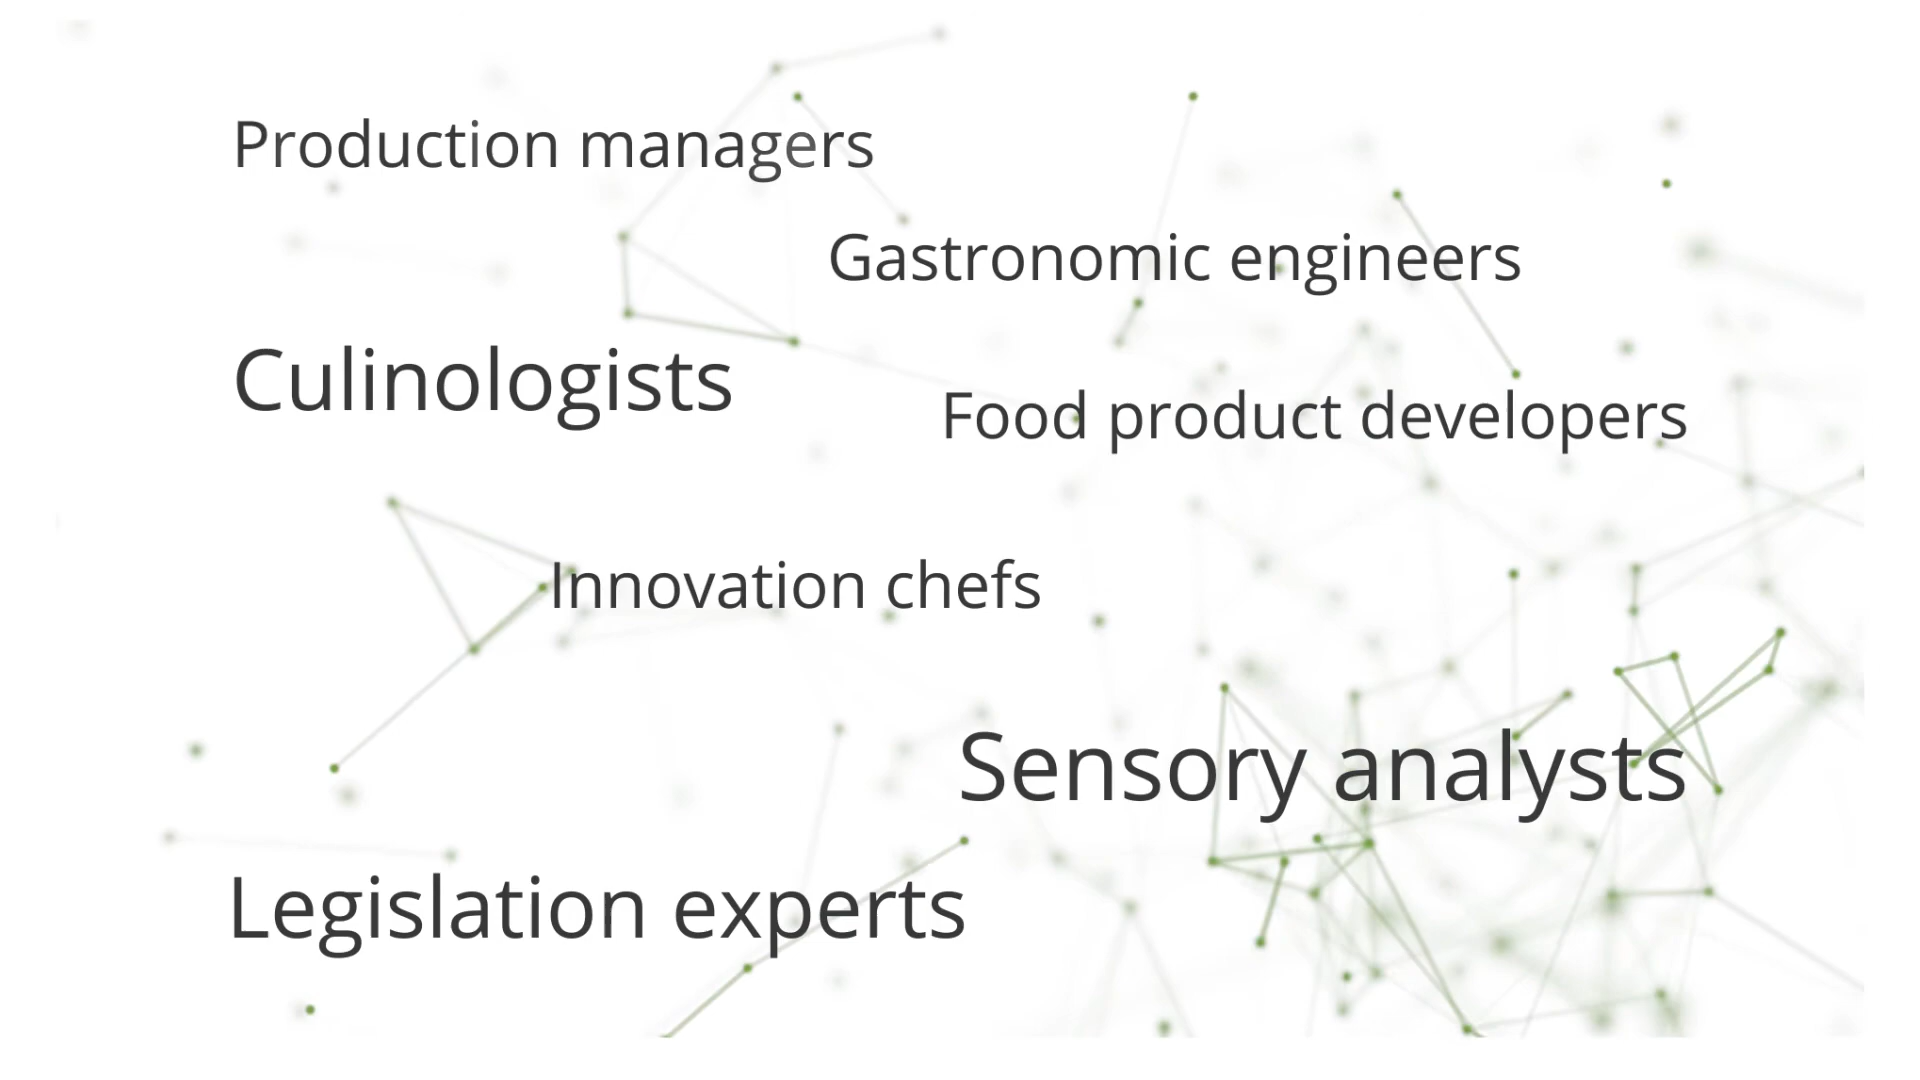 Production managers
Gastronomic engineers
Culinologists
Food product developers
Innovation chefs
Sensory analysts
Legislation experts